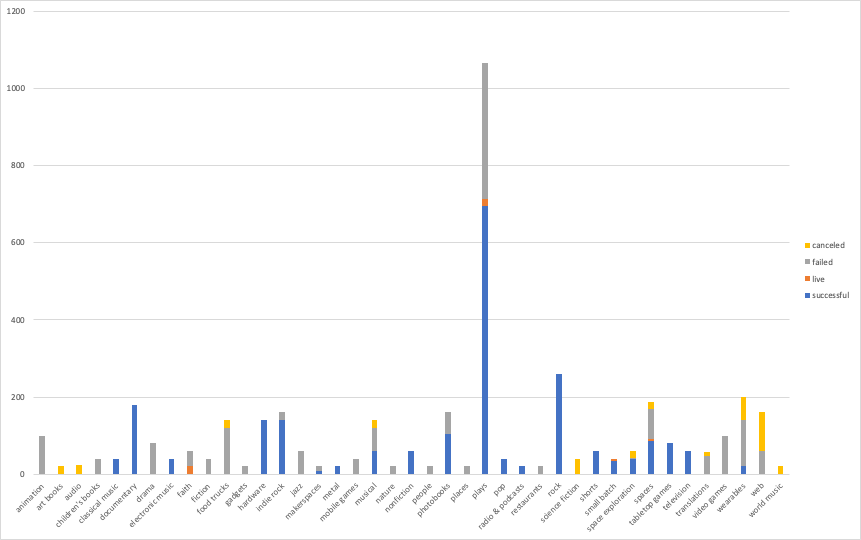 1200
1000
800
600
400
200
0
animation
art books
audio
children's books
classical music
documentary
drama
electronic music
faith
fiction
food trucks
gadgets
hardware
indie rock
jazz
makerspaces
metal
mobile games
musical
nature
nonfiction
people
photobooks
places
plays
pop
radio & podcasts
restaurants
rock
science fiction
shorts
small batch
space exploration
spaces
tabletop games
television
translations
video games
wearables
web
world music
canceled
failed
live
successful